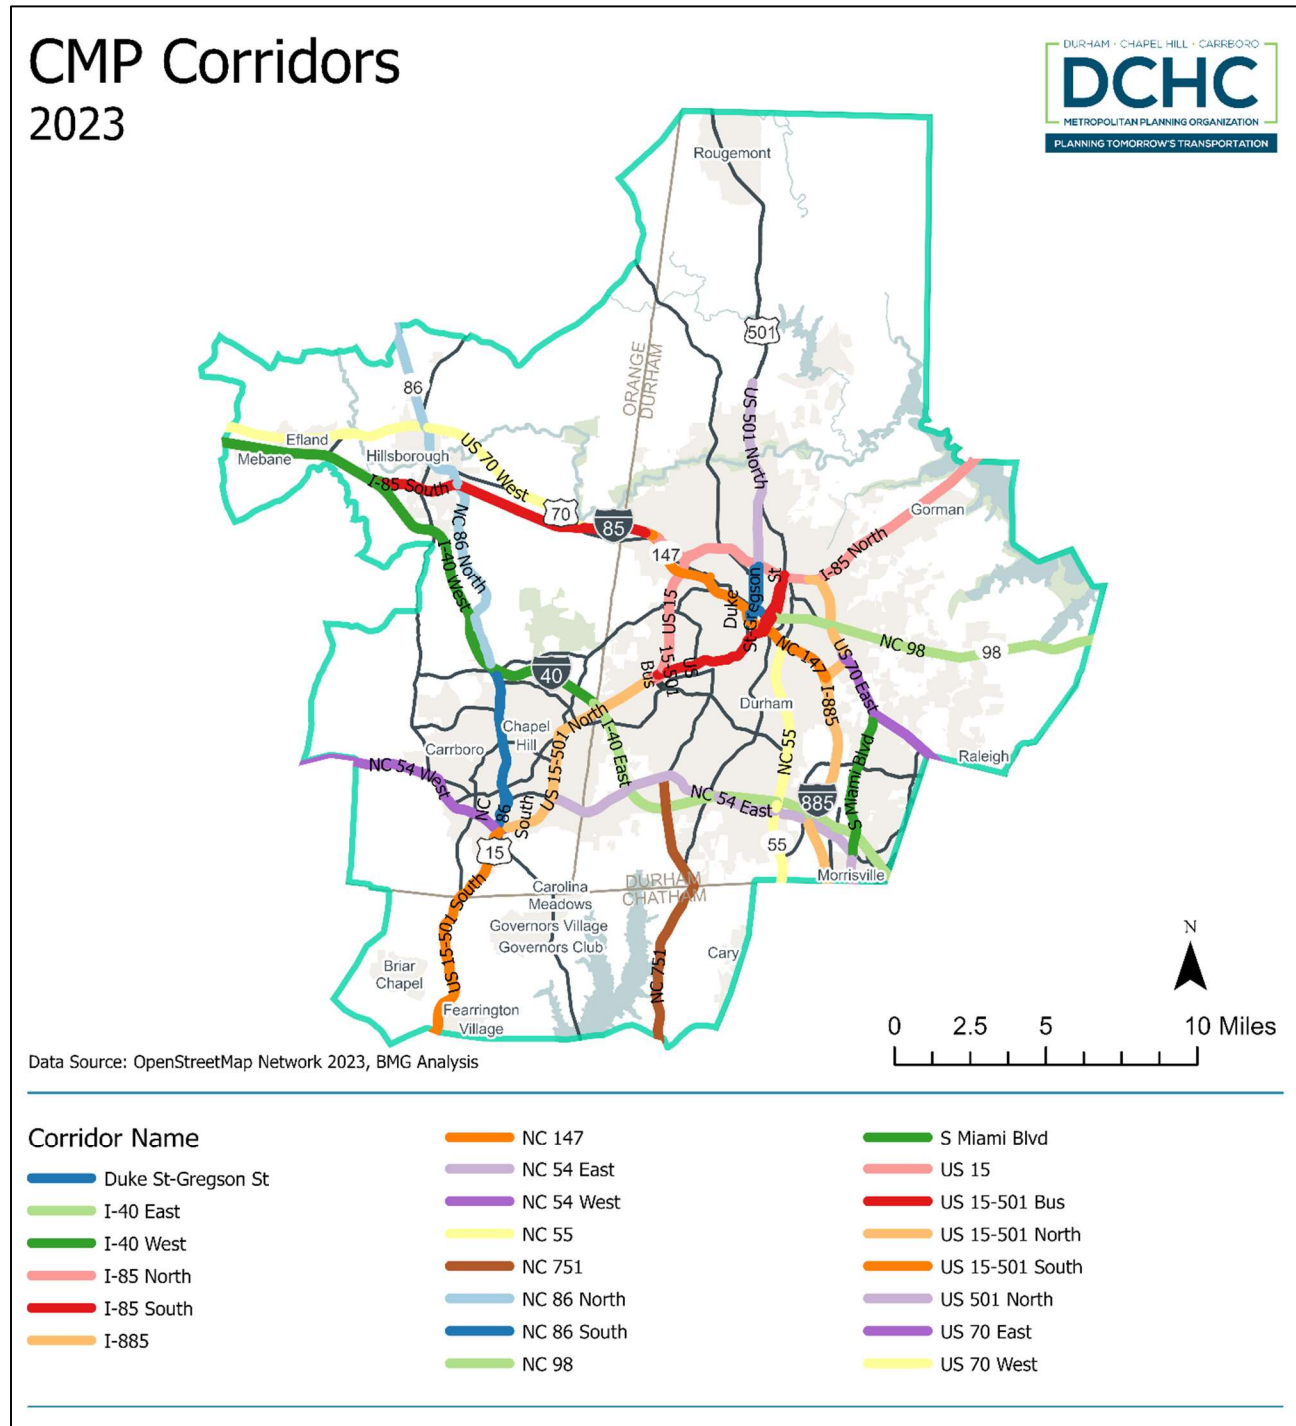 CMP Corridors
2023
DURHAM · CHAPEL HILL · CARRBORO
DCHC
METROPOLITAN PLANNING ORGANIZATION
PLANNING TOMORROW'S TRANSPORTATION
Rougemont
501
ORANGE
DURHAM
86
US 501 North
Efland
Mebane
Hillsborough
US 70 West
I-85 South
70
85
Gorman
NC 86 North
I-40 West
147
I-85 North
US 15
Duke
St-Gregson
St
NC 98
98
NC 147
US 70 East
US
15-501
Bus
40
I-885
Durham
Chapel
Hill
Carrboro
US 15-501 North
I-40 East
NC 55
Raleigh
NC 54 West
NC
86
South
NC 54 East
885
S Miami Blvd
15
55
Morrisville
DURHAM
CHATHAM
Carolina
Meadows
Governors Village
Governors Club
US 15-501 South
NC 751
Cary
Briar
Chapel
Fearrington
Village
N
0 2.5 5 10 Miles
Data Source: OpenStreetMap Network 2023, BMG Analysis
Corridor Name
Duke St-Gregson St
I-40 East
I-40 West
I-85 North
I-85 South
I-885
NC 147
NC 54 East
NC 54 West
NC 55
NC 751
NC 86 North
NC 86 South
NC 98
S Miami Blvd
US 15
US 15-501 Bus
US 15-501 North
US 15-501 South
US 501 North
US 70 East
US 70 West